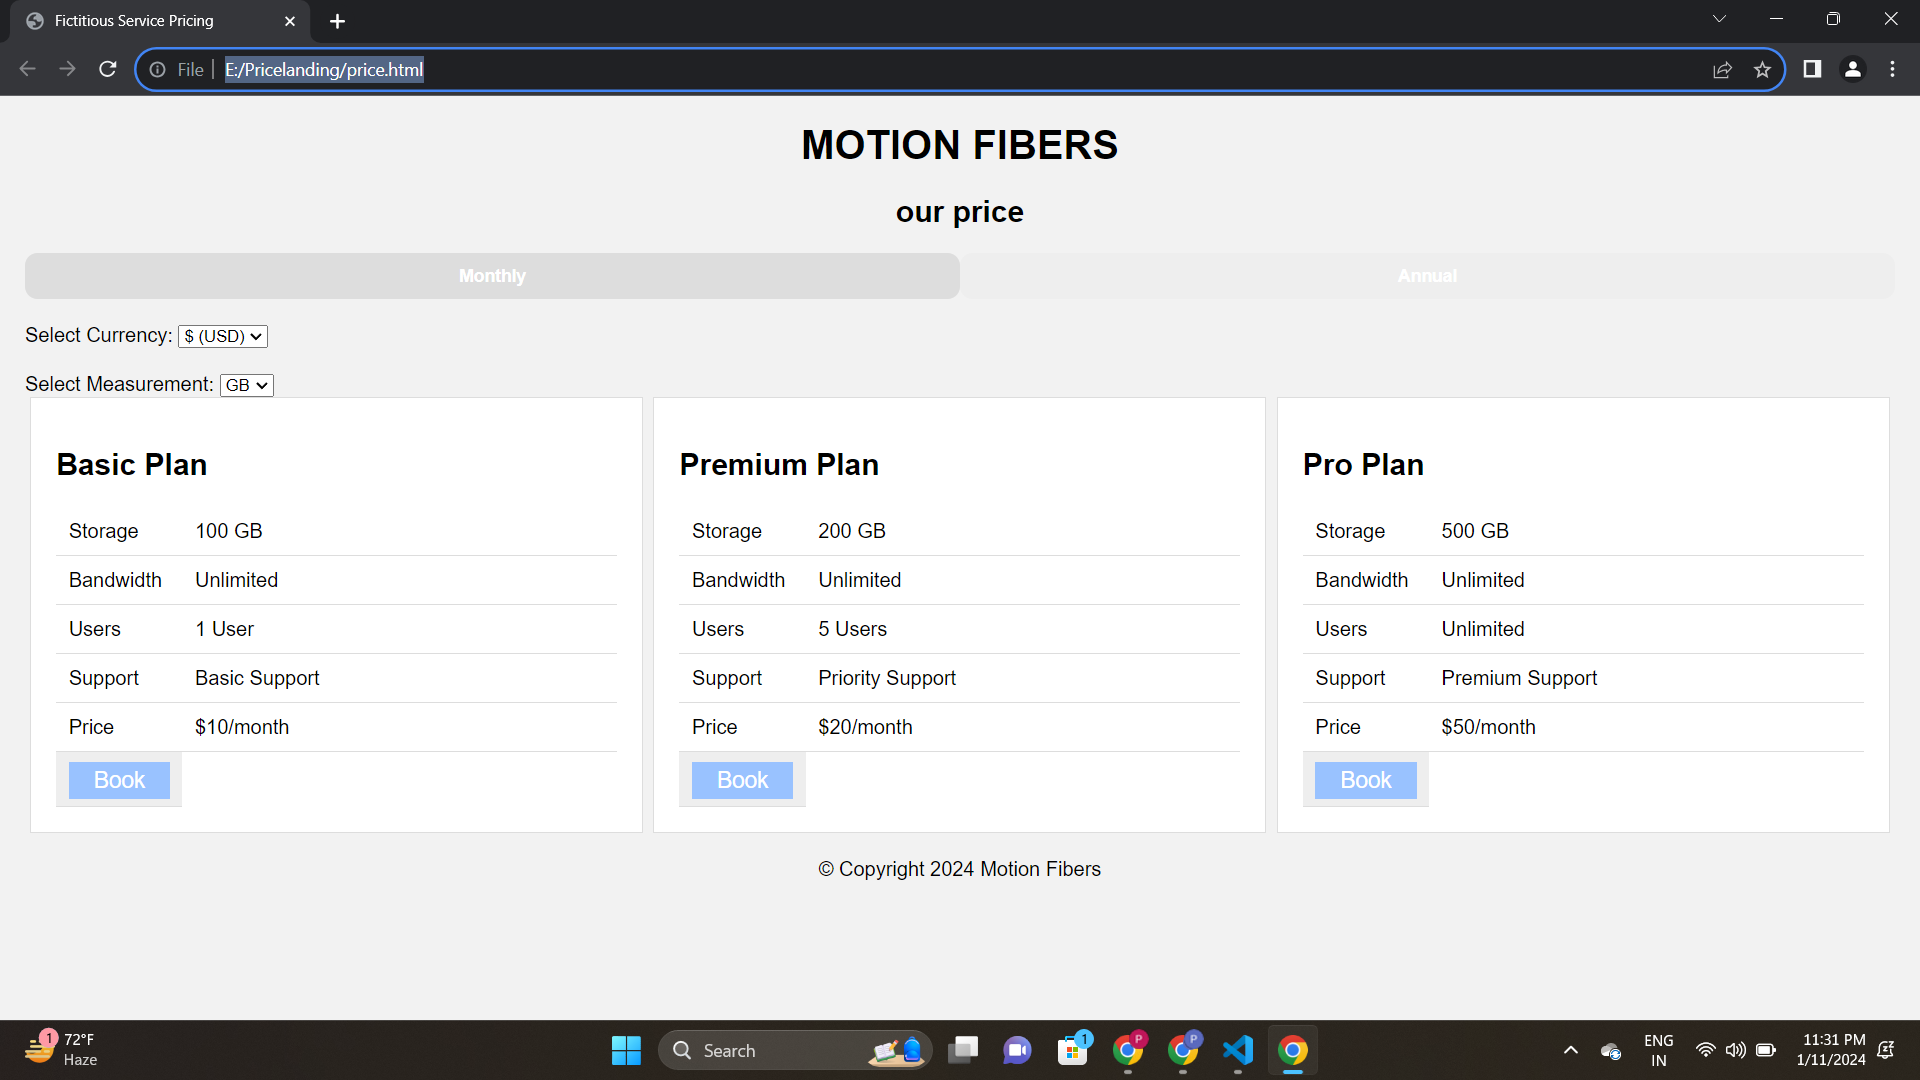 Fictitious Service Pricing
File E:/Pricelanding/price.html
MOTION FIBERS
our price
Monthly Annual
Select Currency: $ (USD)
Select Measurement: GB
Basic Plan
Storage 100 GB
Bandwidth Unlimited
Users 1 User
Support Basic Support
Price $10/month
Book
Premium Plan
Storage 200 GB
Bandwidth Unlimited
Users 5 Users
Support Priority Support
Price $20/month
Book
Pro Plan
Storage 500 GB
Bandwidth Unlimited
Users Unlimited
Support Premium Support
Price $50/month
Book
© Copyright 2024 Motion Fibers
1
72°F
Haze
Search
1
P
P
ENG
IN
11:31 PM
1/11/2024